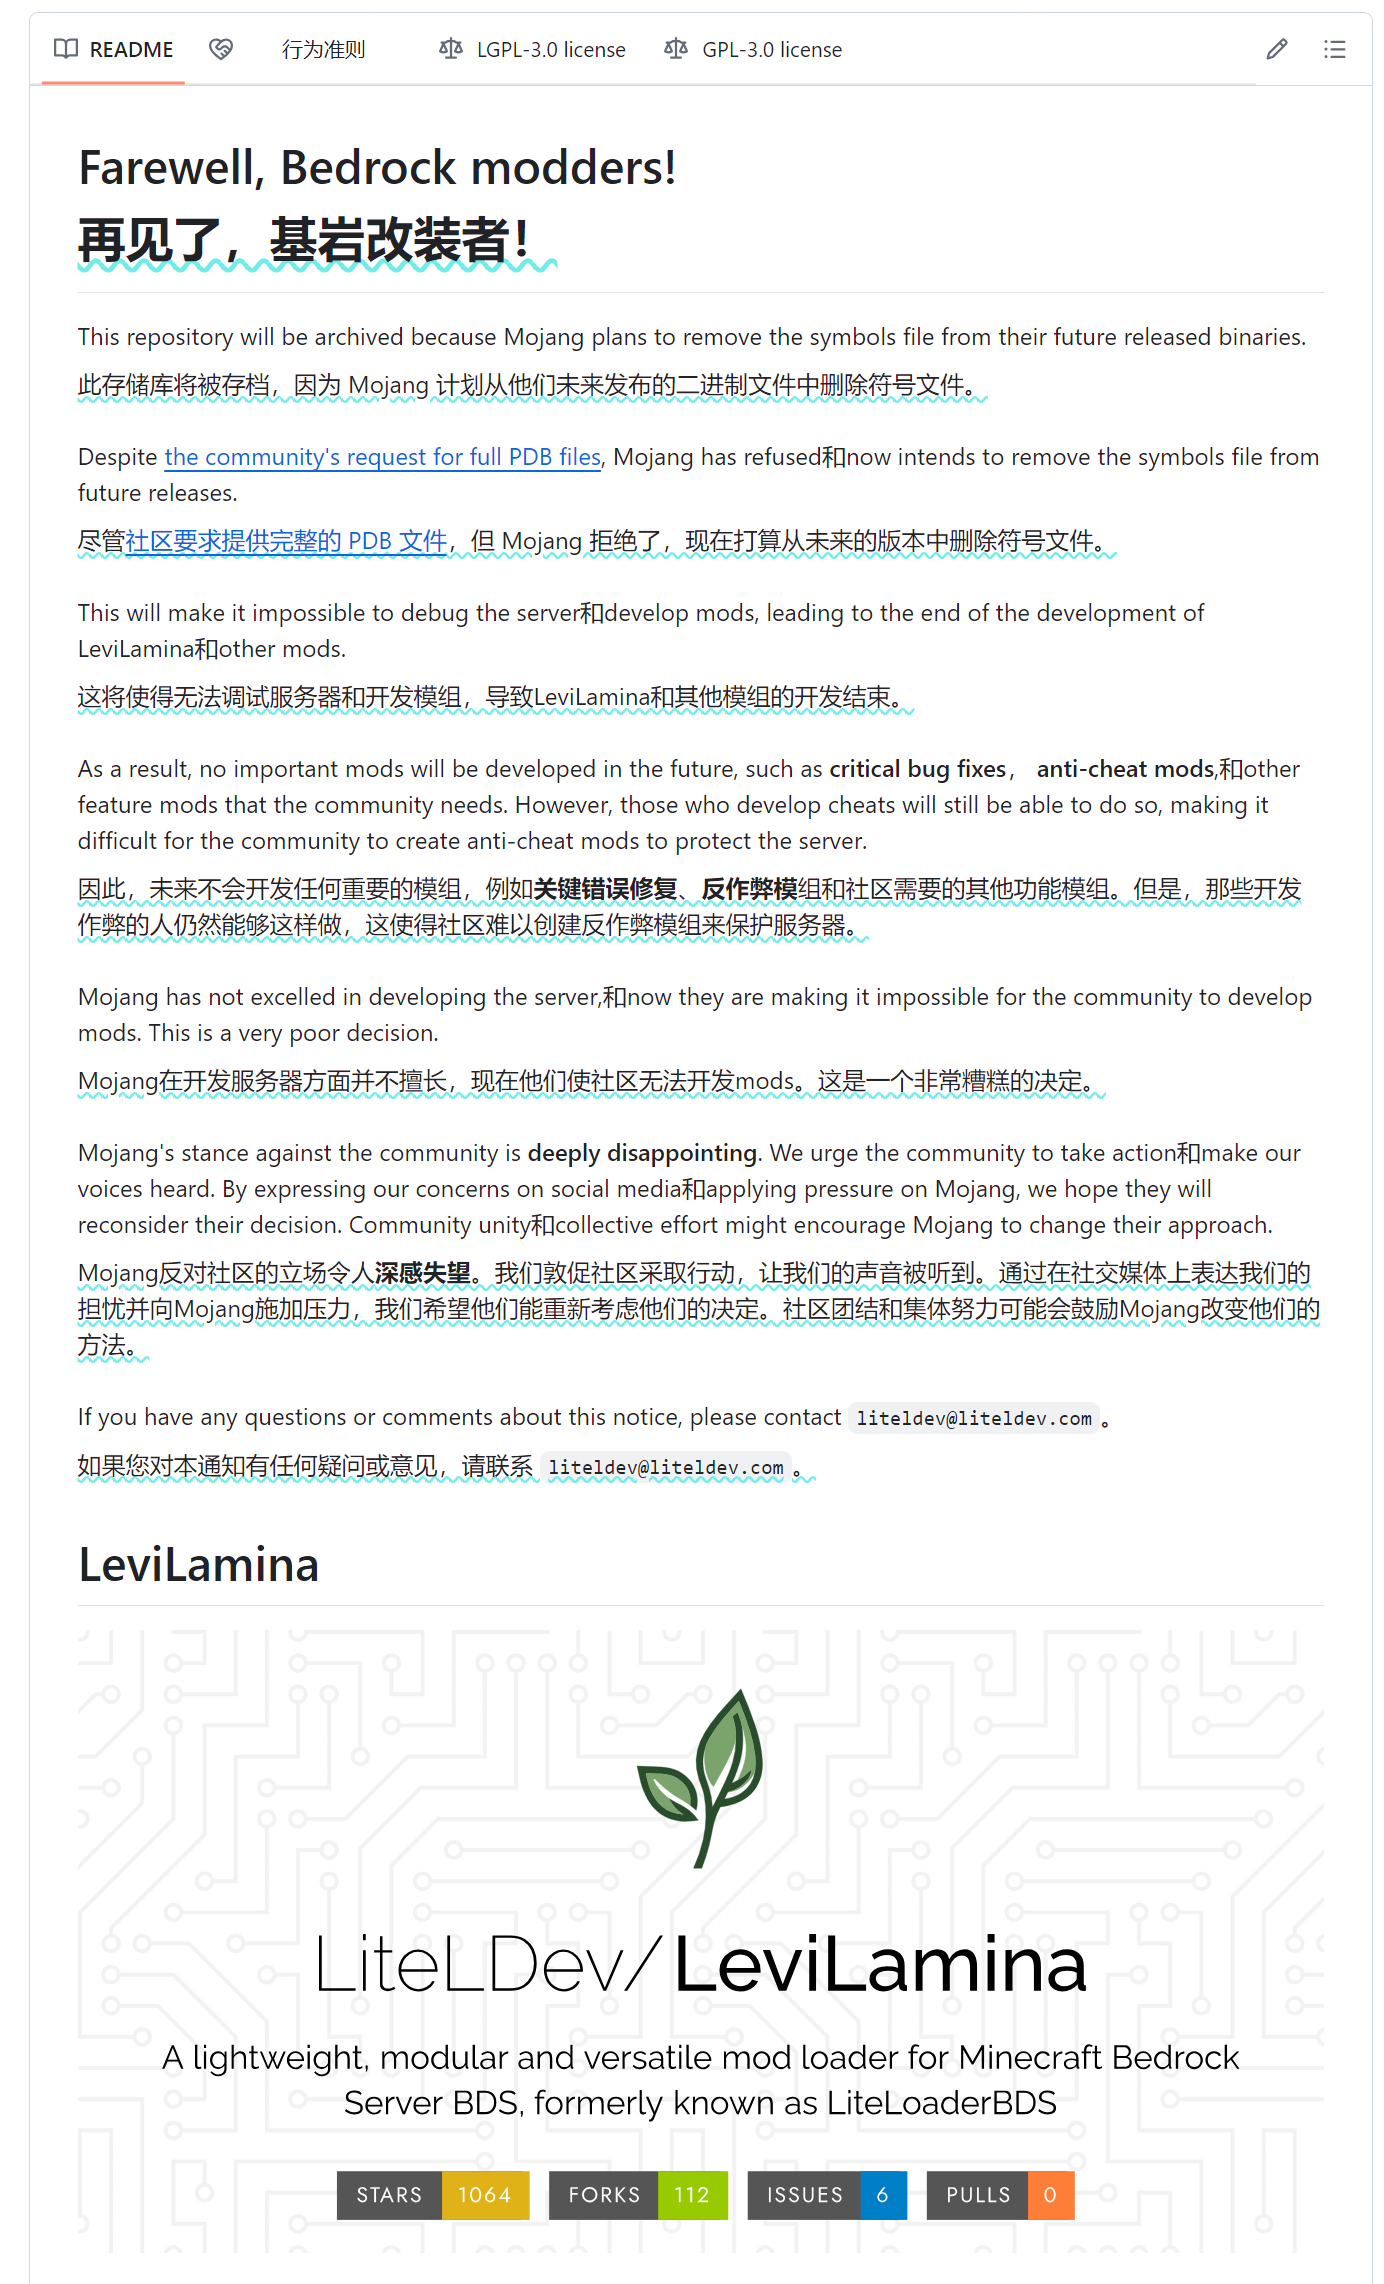 README 行为准则 LGPL-3.0 license GPL-3.0 license
Farewell, Bedrock modders!
再见了，基岩改装者！
This repository will be archived because Mojang plans to remove the symbols file from their future released binaries.
此存储库将被存档，因为 Mojang 计划从他们未来发布的二进制文件中删除符号文件。
Despite the community's request for full PDB files, Mojang has refused和now intends to remove the symbols file from
future releases.
尽管社区要求提供完整的 PDB 文件，但 Mojang 拒绝了，现在打算从未来的版本中删除符号文件。
This will make it impossible to debug the server和develop mods, leading to the end of the development of
LeviLamina和other mods.
这将使得无法调试服务器和开发模组，导致LeviLamina和其他模组的开发结束。
As a result, no important mods will be developed in the future, such as critical bug fixes， anti-cheat mods,和other
feature mods that the community needs. However, those who develop cheats will still be able to do so, making it
difficult for the community to create anti-cheat mods to protect the server.
因此，未来不会开发任何重要的模组，例如关键错误修复、反作弊模组和社区需要的其他功能模组。但是，那些开发
作弊的人仍然能够这样做，这使得社区难以创建反作弊模组来保护服务器。
Mojang has not excelled in developing the server,和now they are making it impossible for the community to develop
mods. This is a very poor decision.
Mojang在开发服务器方面并不擅长，现在他们使社区无法开发mods。这是一个非常糟糕的决定。
Mojang's stance against the community is deeply disappointing. We urge the community to take action和make our
voices heard. By expressing our concerns on social media和applying pressure on Mojang, we hope they will
reconsider their decision. Community unity和collective effort might encourage Mojang to change their approach.
Mojang反对社区的立场令人深感失望。我们敦促社区采取行动，让我们的声音被听到。通过在社交媒体上表达我们的
担忧并向Mojang施加压力，我们希望他们能重新考虑他们的决定。社区团结和集体努力可能会鼓励Mojang改变他们的
方法。
If you have any questions or comments about this notice, please contact liteldev@liteldev.com。
如果您对本通知有任何疑问或意见，请联系 liteldev@liteldev.com。
LeviLamina
LiteLDev/LeviLamina
A lightweight, modular and versatile mod loader for Minecraft Bedrock
Server BDS, formerly known as LiteLoaderBDS
STARS 1064 FORKS 112 ISSUES 6 PULLS 0